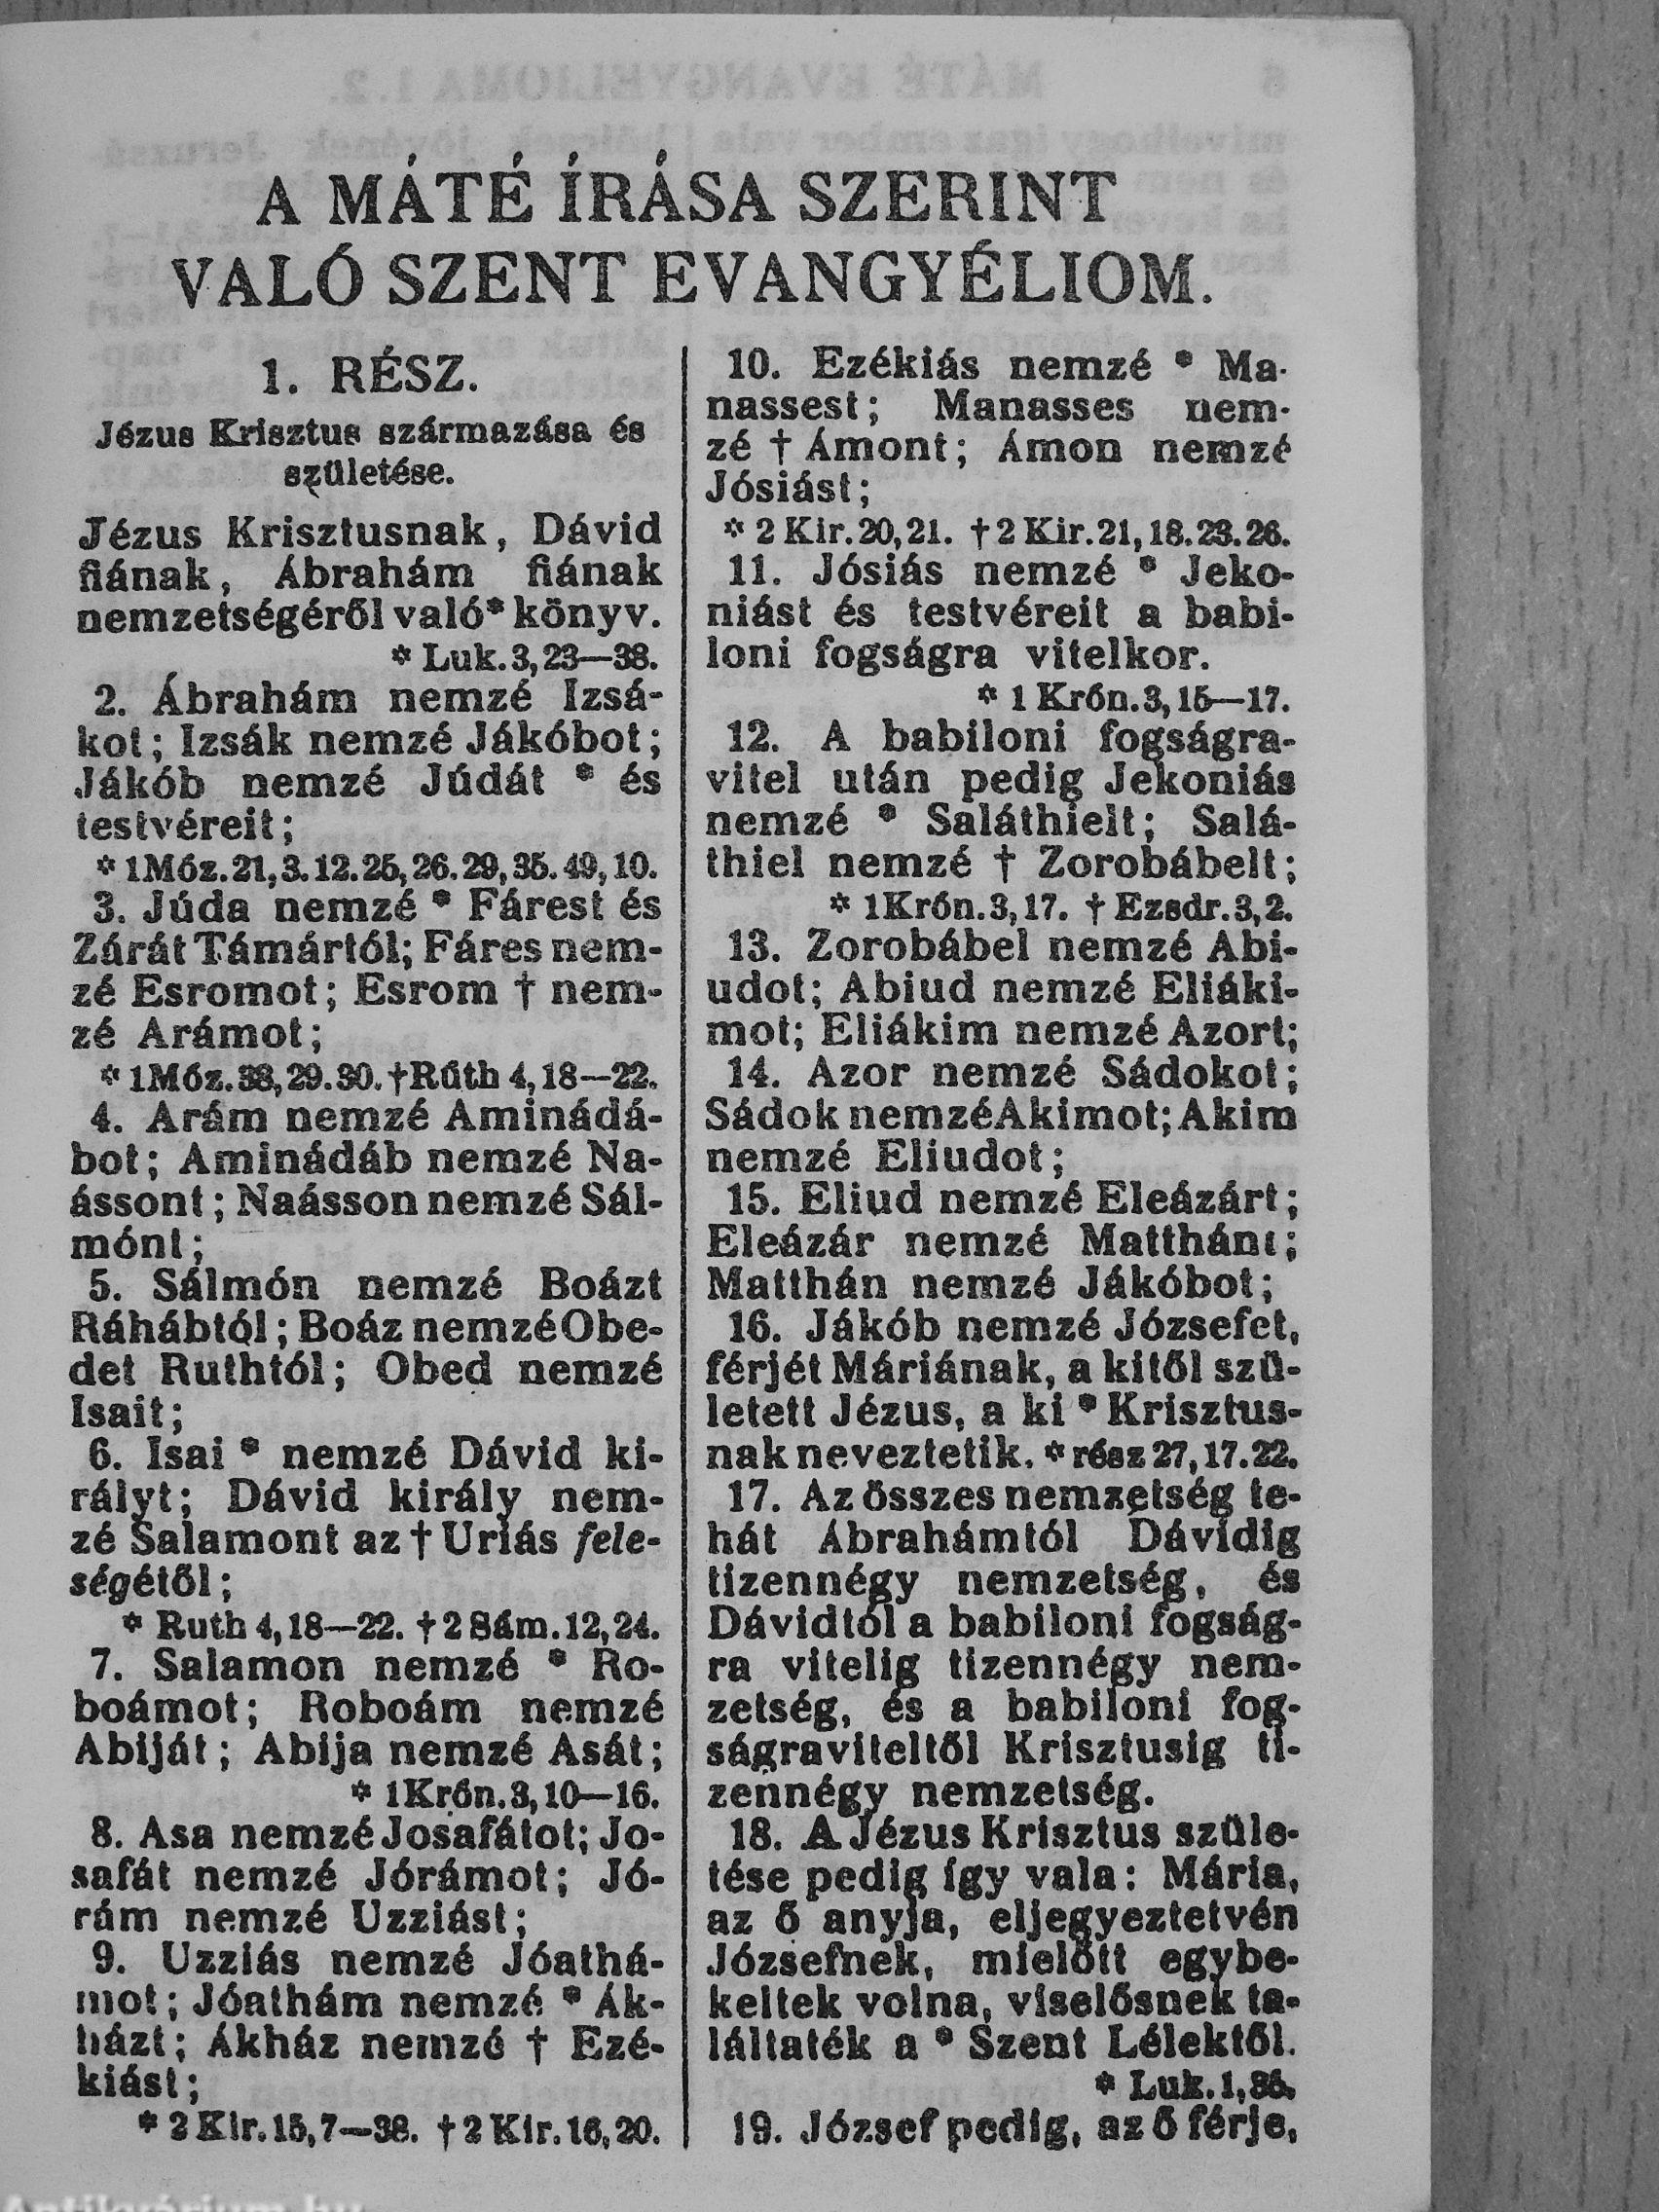 A MÁTÉ ÍRÁSA SZERINT
VALÓ SZENT EVANGYÉLIOM.
1. RÉSZ.
Jézus Krisztus származása és
születése.
Jézus Krisztusnak, Dávid
fiának, Ábrahám fiának
nemzetségéről való* könyv.
* Luk. 3, 23—38.
2. Ábrahám nemzé Izsá-
kot; Izsák nemzé Jákóbot;
Jákób nemzé Júdát * és
testvéreit;
* 1 Móz. 21, 3. 12. 25, 26. 29, 35. 49, 10.
3. Júda nemzé * Fárest és
Zárát Támártól; Fáres nem-
zé Esromot; Esrom † nem-
zé Arámot;
* 1 Móz. 38, 29. 30. † Rúth 4, 18—22.
4. Arám nemzé Aminádá-
bot; Aminádáb nemzé Na-
ássont; Naásson nemzé Sál-
mónt;
5. Sálmón nemzé Boázt
Ráhábtól; Boáz nemzé Obe-
det Ruthtól; Obed nemzé
Isait;
6. Isai * nemzé Dávid ki-
rályt; Dávid király nem-
zé Salamont az † Uriás fele-
ségétől;
* Ruth 4, 18—22. † 2 Sám. 12, 24.
7. Salamon nemzé * Ro-
boámot; Roboám nemzé
Abiját; Abija nemzé Asát;
* 1 Krón. 3, 10—16.
8. Asa nemzé Josafátot; Jo-
safát nemzé Jórámot; Jó-
rám nemzé Uzziást;
9. Uzziás nemzé Jóathá-
mot; Jóathám nemzé * Ák-
házt; Ákház nemzé † Ezé-
kiást;
* 2 Kir. 15, 7—38. † 2 Kir. 16, 20.
10. Ezékiás nemzé * Ma-
nassest; Manasses nem-
zé † Ámont; Ámon nemzé
Jósiást;
* 2 Kir. 20, 21. † 2 Kir. 21, 18. 23. 26.
11. Jósiás nemzé * Jeko-
niást és testvéreit a babi-
loni fogságra vitelkor.
* 1 Krón. 3, 15—17.
12. A babiloni fogságra-
vitel után pedig Jekoniás
nemzé * Saláthielt; Salá-
thiel nemzé † Zorobábelt;
* 1 Krón. 3, 17. † Ezsdr. 3, 2.
13. Zorobábel nemzé Abi-
udot; Abiud nemzé Eliáki-
mot; Eliákim nemzé Azort;
14. Azor nemzé Sádokot;
Sádok nemzé Akimot; Akim
nemzé Eliudot;
15. Eliud nemzé Eleázárt;
Eleázár nemzé Matthánt;
Matthán nemzé Jákóbot;
16. Jákób nemzé Józsefet,
férjét Máriának, a kitől szü-
letett Jézus, a ki * Krisztus-
nak neveztetik. * rész 27, 17. 22.
17. Az összes nemzetség te-
hát Ábrahámtól Dávidig
tizennégy nemzetség, és
Dávidtól a babiloni fogság-
ra vitelig tizennégy nem-
zetség, és a babiloni fog-
ságraviteltől Krisztusig ti-
zennégy nemzetség.
18. A Jézus Krisztus szüle-
tése pedig így vala: Mária,
az ő anyja, eljegyeztetvén
Józsefnek, mielőtt egybe-
keltek volna, viselősnek ta-
láltaték a * Szent Lélektől.
* Luk. 1, 35.
19. József pedig, az ő férje,